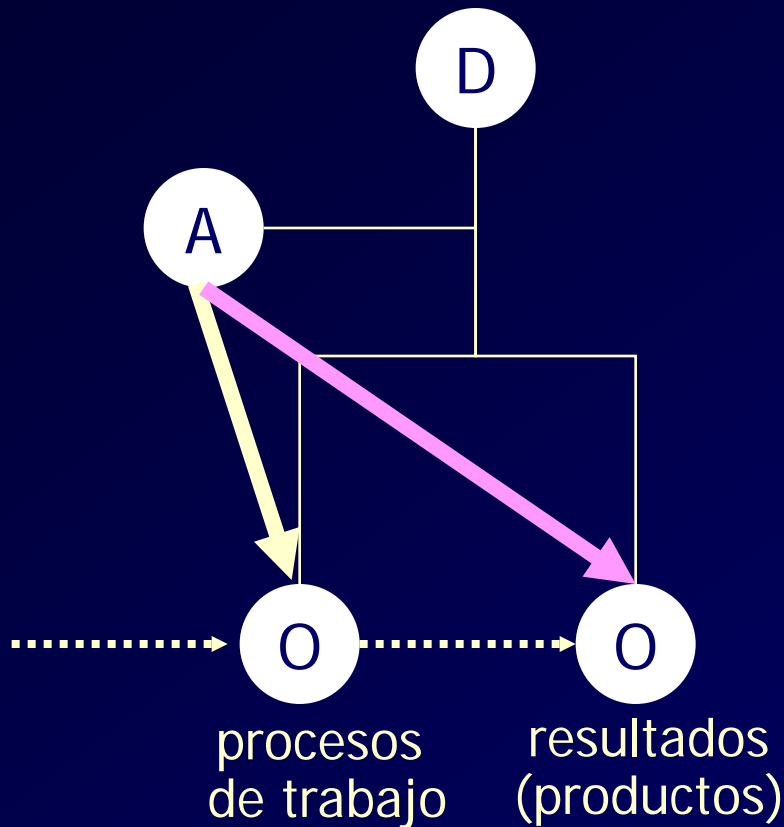 D
A
O
O
procesos
de trabajo
resultados
(productos)